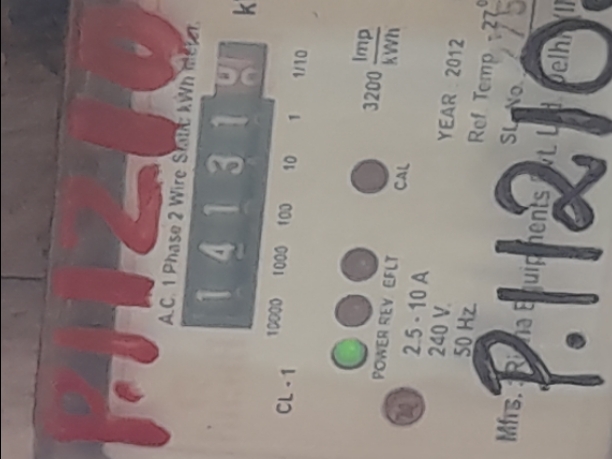 P.11210
A.C. 1 Phase 2 Wire Static kWh meter.
1 4 1 3 1
10000 1000 100 10 1 1/10
CL - 1
POWER REV EFLT CAL
3200 Imp/kWh
2.5 - 10 A
240 V.
50 Hz.
YEAR 2012
Ref. Temp. 27°
SL. No.
P.11210